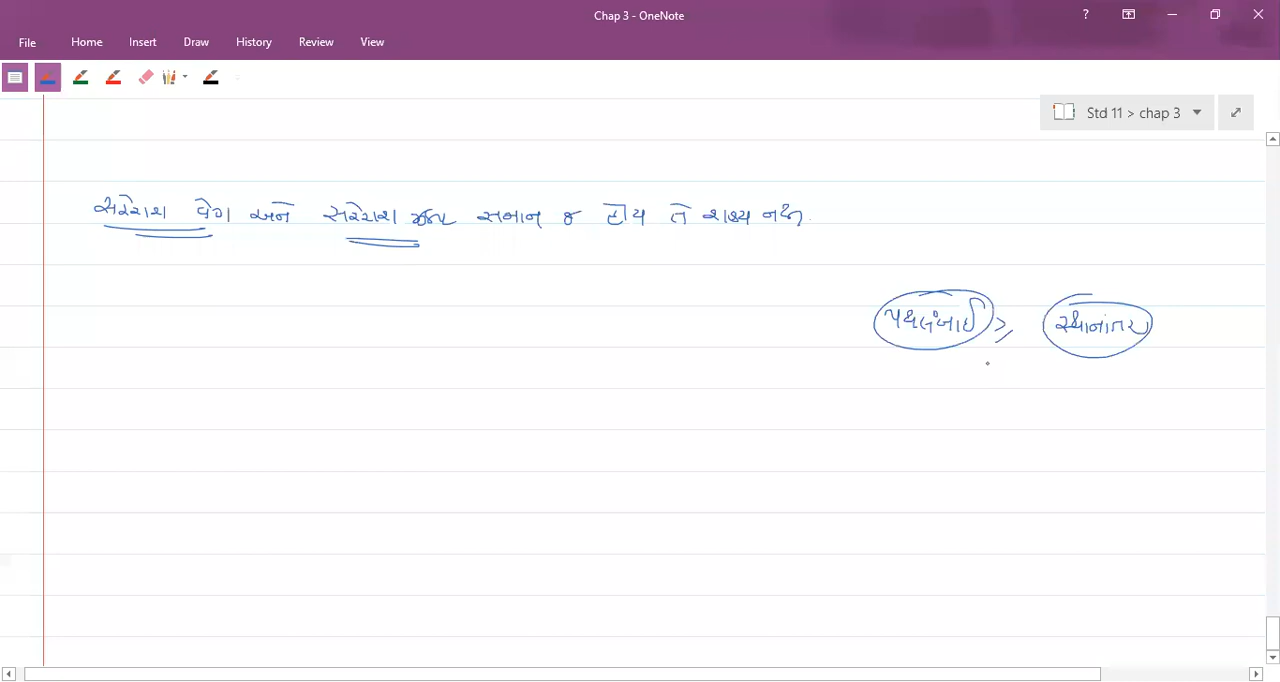 Chap 3 - OneNote
?
File Home Insert Draw History Review View
Std 11 > chap 3
સરેરાશ વેગ અને સરેરાશ ઝડપ સમાન જ હોય તે શક્ય નથી.
પથલંબાઈ ≥ સ્થાનાંતર